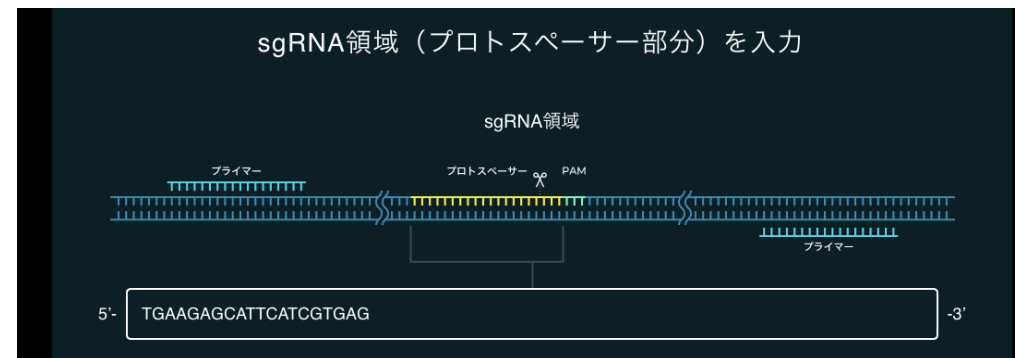 sgRNA領域（プロトスペーサー部分）を入力
sgRNA領域
プライマー
プロトスペーサー
PAM
プライマー
5'- TGAAGAGCATTCATCGTGAG -3'